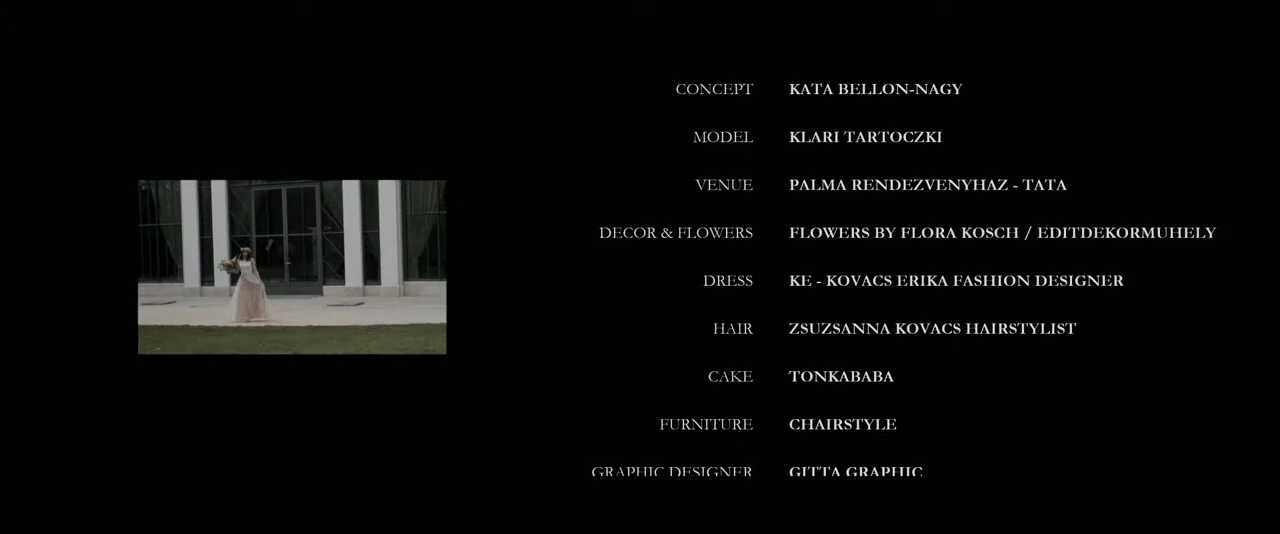 CONCEPT KATA BELLON-NAGY
MODEL KLARI TARTOCZKI
VENUE PALMA RENDEZVENYHAZ - TATA
DECOR & FLOWERS FLOWERS BY FLORA KOSCH / EDITDEKORMUHELY
DRESS KE - KOVACS ERIKA FASHION DESIGNER
HAIR ZSUZSANNA KOVACS HAIRSTYLIST
CAKE TONKABABA
FURNITURE CHAIRSTYLE
GRAPHIC DESIGNER GITTA GRAPHIC